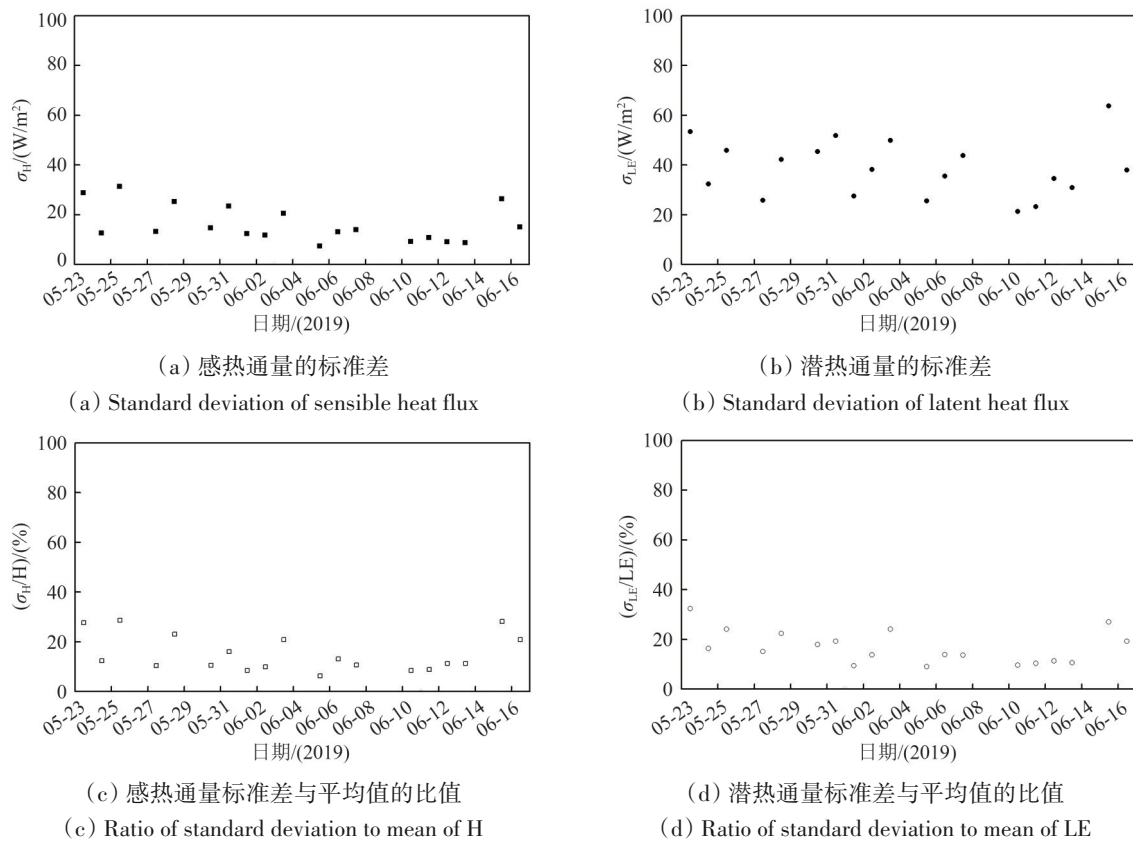 100
80
60
40
20
0
σH/(W/m²)
05-23 05-25 05-27 05-29 05-31 06-02 06-04 06-06 06-08 06-10 06-12 06-14 06-16
日期/(2019)
(a) 感热通量的标准差
(a) Standard deviation of sensible heat flux
100
80
60
40
20
0
σLE/(W/m²)
05-23 05-25 05-27 05-29 05-31 06-02 06-04 06-06 06-08 06-10 06-12 06-14 06-16
日期/(2019)
(b) 潜热通量的标准差
(b) Standard deviation of latent heat flux
100
80
60
40
20
0
(σH/H)/(%)
05-23 05-25 05-27 05-29 05-31 06-02 06-04 06-06 06-08 06-10 06-12 06-14 06-16
日期/(2019)
(c) 感热通量标准差与平均值的比值
(c) Ratio of standard deviation to mean of H
100
80
60
40
20
0
(σLE/LE)/(%)
05-23 05-25 05-27 05-29 05-31 06-02 06-04 06-06 06-08 06-10 06-12 06-14 06-16
日期/(2019)
(d) 潜热通量标准差与平均值的比值
(d) Ratio of standard deviation to mean of LE